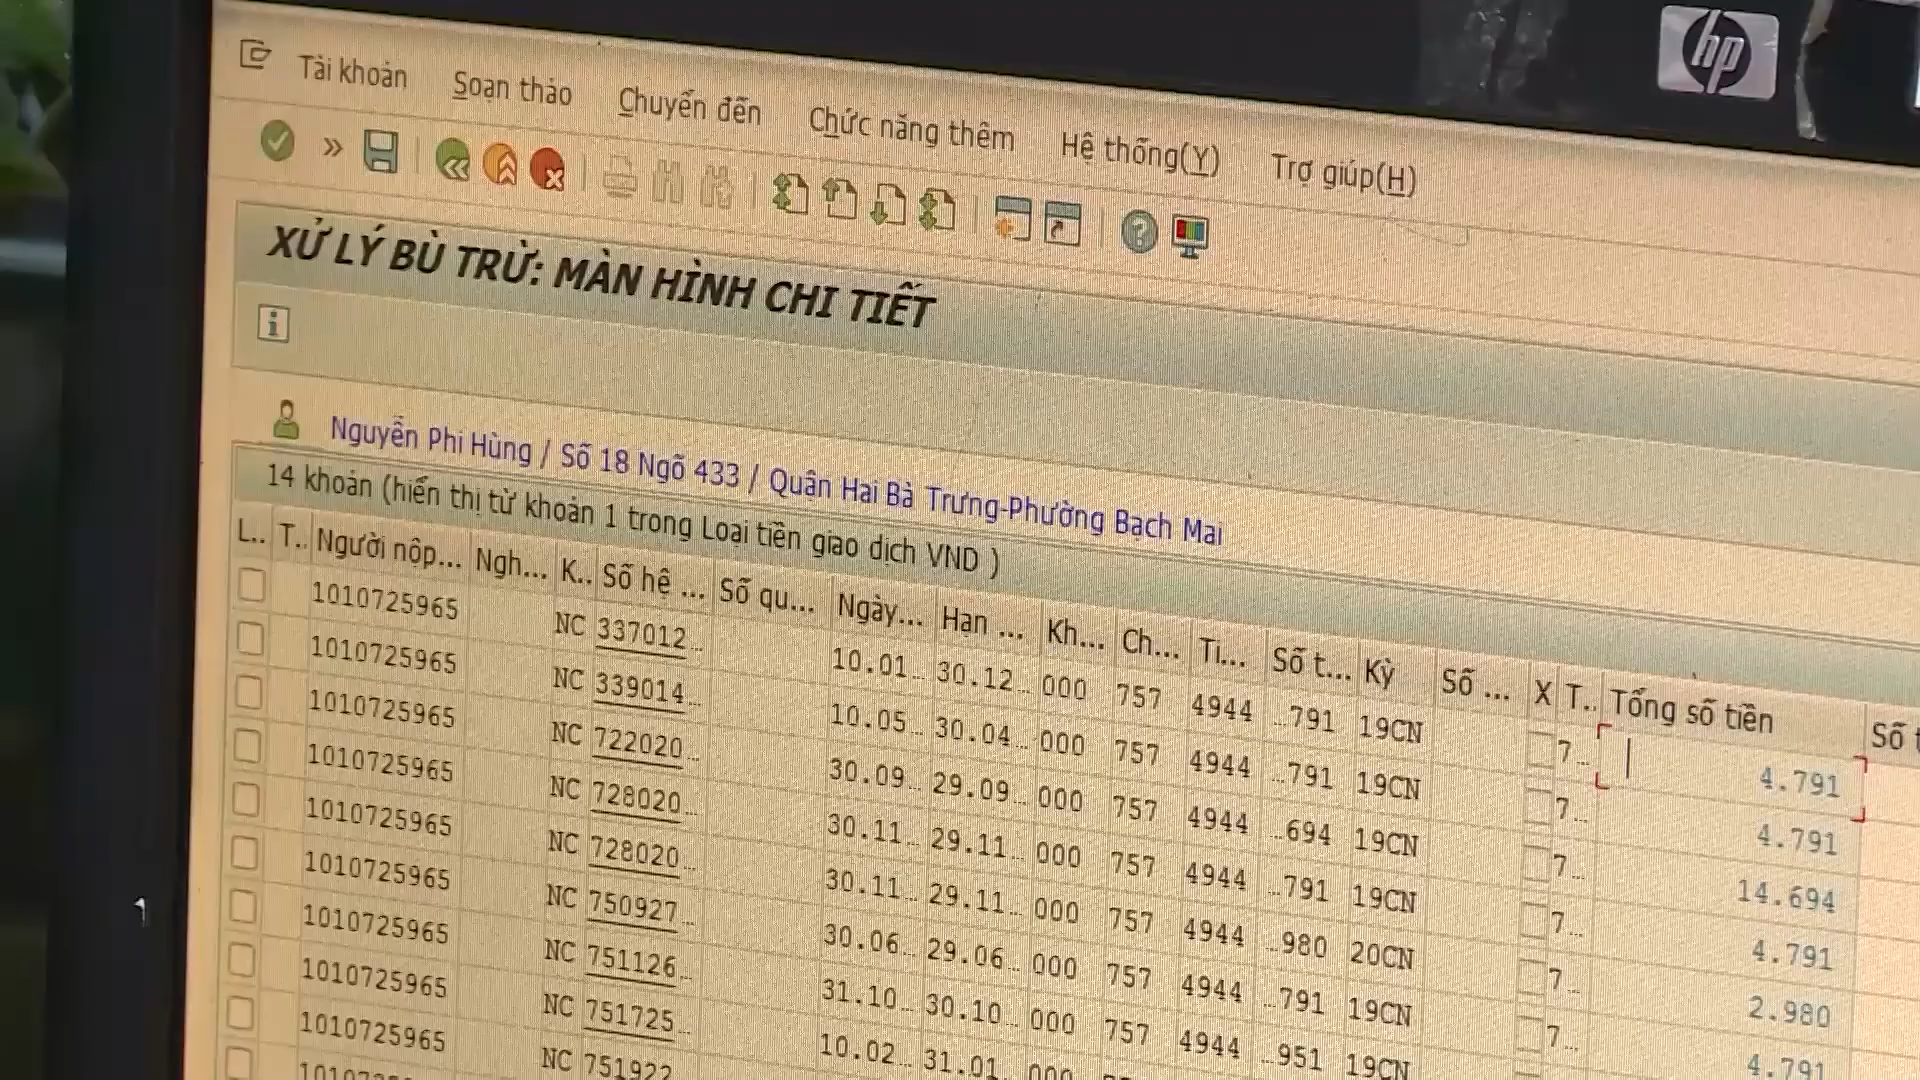 hp
Tài khoản Soạn thảo Chuyển đến Chức năng thêm Hệ thống(Y) Trợ giúp(H)
XỬ LÝ BÙ TRỪ: MÀN HÌNH CHI TIẾT
Nguyễn Phi Hùng / Số 18 Ngõ 433 / Quận Hai Bà Trưng-Phường Bạch Mai
14 khoản (hiển thị từ khoản 1 trong Loại tiền giao dịch VND )
L.. T.. Người nộp... Ngh... K.. Số hệ ... Số qu... Ngày... Hạn ... Kh... Ch... Ti... Số t... Kỳ Số ... X T.. Tổng số tiền Số t
1010725965 NC 337012... 10.01... 30.12... 000 757 4944 ...791 19CN 7... 4.791
1010725965 NC 339014... 10.05... 30.04... 000 757 4944 ...791 19CN 7... 4.791
1010725965 NC 722020... 30.09... 29.09... 000 757 4944 ...694 19CN 7... 14.694
1010725965 NC 728020... 30.11... 29.11... 000 757 4944 ...791 19CN 7... 4.791
1010725965 NC 728020... 30.11... 29.11... 000 757 4944 ...980 20CN 7... 2.980
1010725965 NC 750927... 30.06... 29.06... 000 757 4944 ...791 19CN 7... 4.791
1010725965 NC 751126... 31.10... 30.10... 000 757 4944 ...951 19CN
1010725965 NC 751725... 10.02... 31.01... 000
1010725965 NC 751922